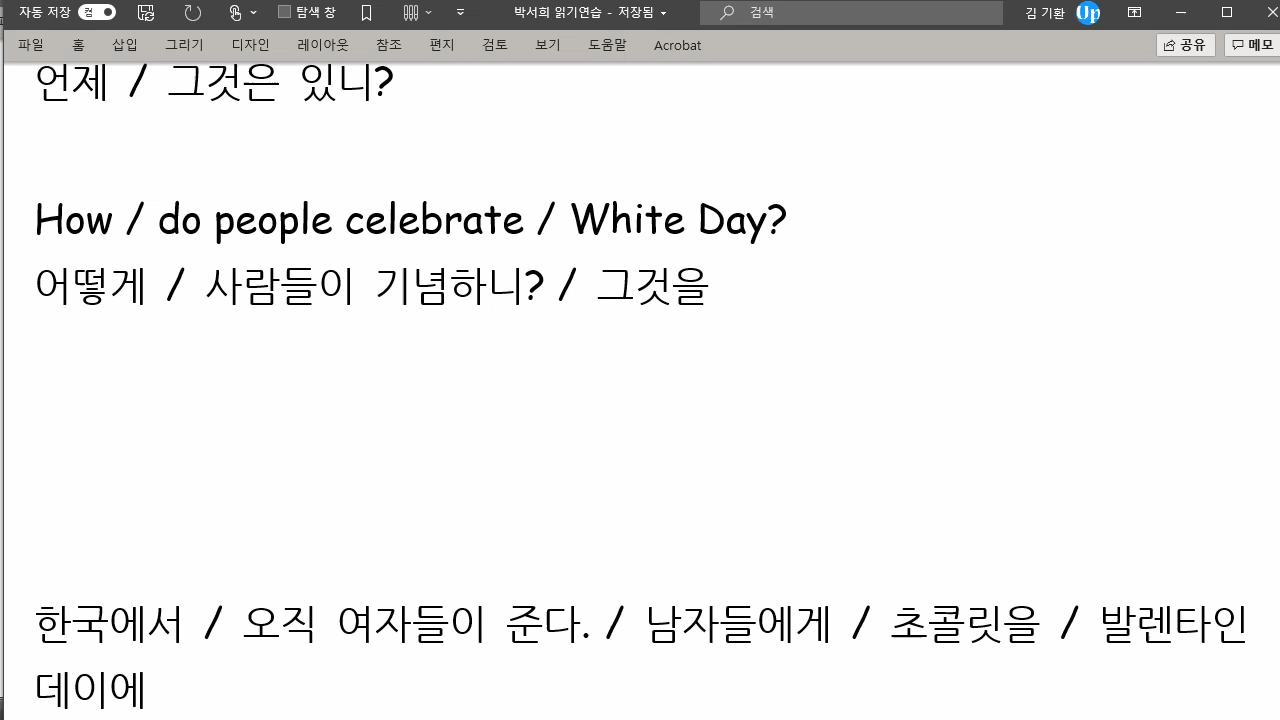 자동 저장 컴 탐색 창 박서희 읽기연습 - 저장됨 검색 김 기환 Up
파일 홈 삽입 그리기 디자인 레이아웃 참조 편지 검토 보기 도움말 Acrobat 공유 메모
언제 / 그것은 있니?
How / do people celebrate / White Day?
어떻게 / 사람들이 기념하니? / 그것을
한국에서 / 오직 여자들이 준다. / 남자들에게 / 초콜릿을 / 발렌타인
데이에